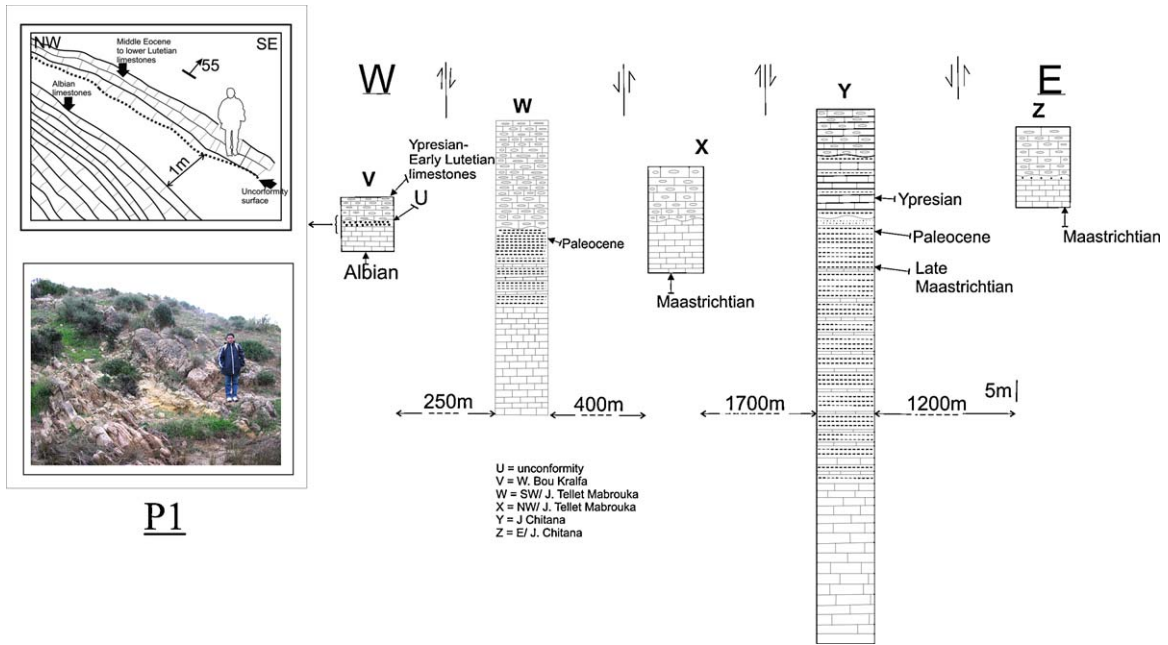 NW
Middle Eocene
to lower Lutetian
limestones
SE
55
Albian
limestones
1m
Unconformity
surface
P1
W
E
V
Ypresian-
Early Lutetian
limestones
U
Albian
W
Paleocene
X
Maastrichtian
Y
Ypresian
Paleocene
Late
Maastrichtian
Z
Maastrichtian
5m
250m
400m
1700m
1200m
U = unconformity
V = W. Bou Kralfa
W = SW/ J. Tellet Mabrouka
X = NW/ J. Tellet Mabrouka
Y = J Chitana
Z = E/ J. Chitana